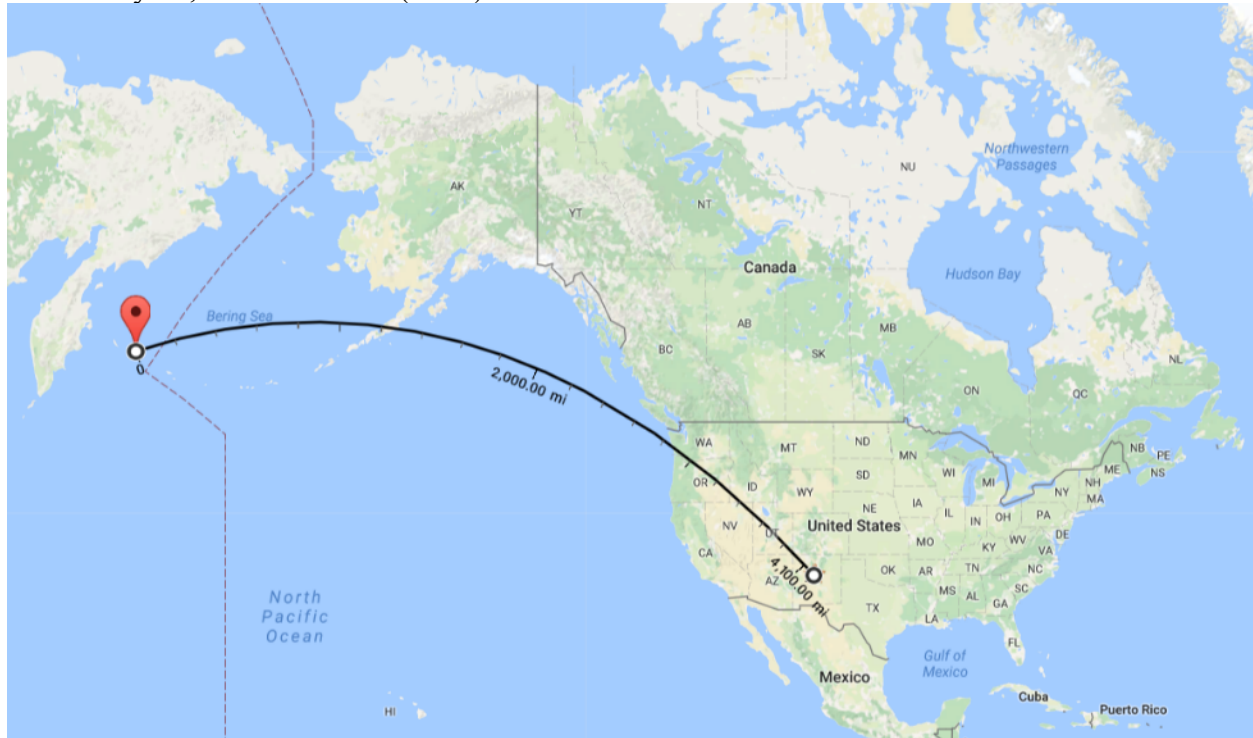 AK
YT
NT
NU
Northwestern
Passages
Canada
Hudson Bay
Bering Sea
0
2,000.00 mi
BC
AB
SK
MB
ON
QC
NL
NB
PE
NS
WA
MT
ND
MN
OR
ID
WY
SD
WI
MI
ME
NH
NY
MA
NE
IA
IL
IN
OH
PA
NV
UT
United States
DE
CA
MO
KY
WV
VA
4,100.00 mi
AZ
OK
AR
TN
NC
SC
TX
MS
AL
GA
LA
FL
North
Pacific
Ocean
Gulf of
Mexico
Mexico
Cuba
Puerto Rico
HI